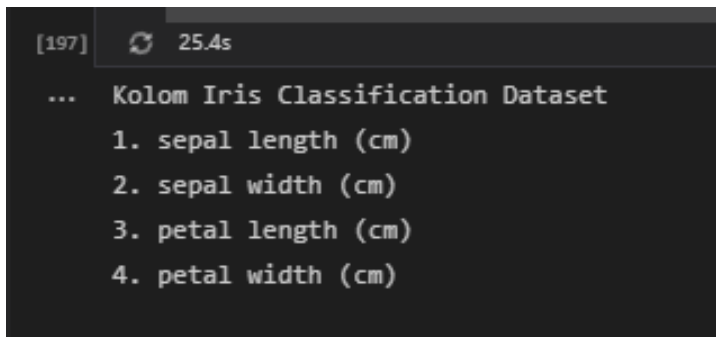 [197] 25.4s
... Kolom Iris Classification Dataset
1. sepal length (cm)
2. sepal width (cm)
3. petal length (cm)
4. petal width (cm)